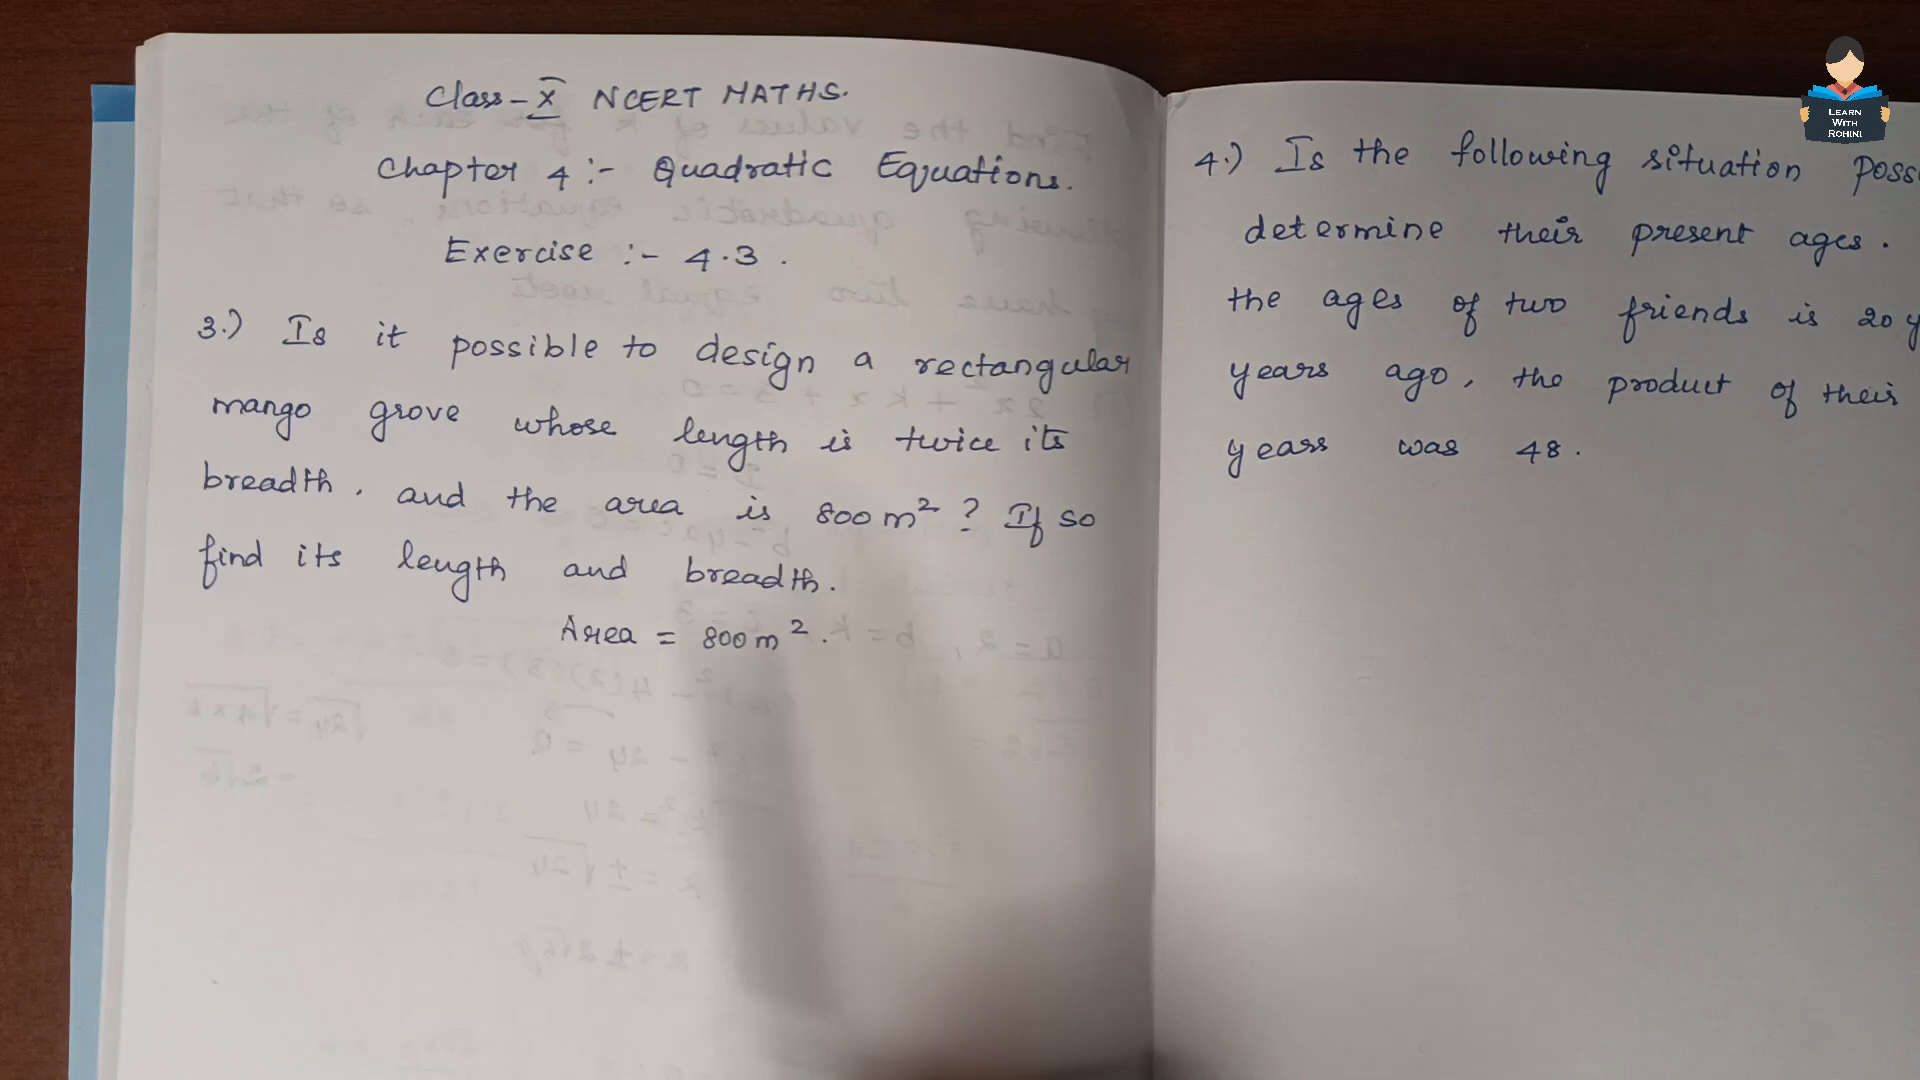 Class-X NCERT MATHS.
Chapter 4 :- Quadratic Equations.
Exercise :- 4.3 .
3.) Is it possible to design a rectangular
mango grove whose length is twice its
breadth, and the area is 800 m² ? If so
find its length and breadth.
Area = 800 m² .
4.) Is the following situation
determine their present ages .
the ages of two friends is 20
years ago, the product of their
years was 48 .
LEARN
WITH
ROHINI